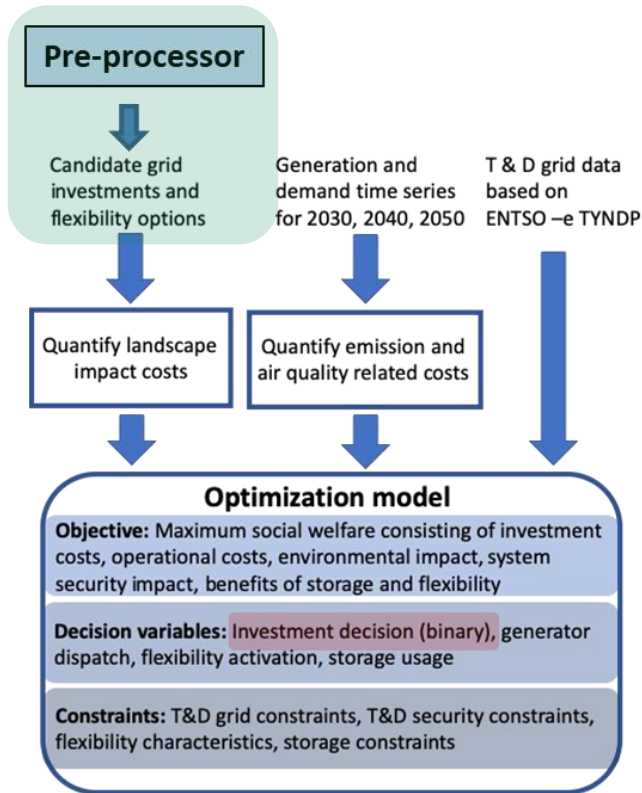 Pre-processor
Candidate grid
investments and
flexibility options
Generation and
demand time series
for 2030, 2040, 2050
T & D grid data
based on
ENTSO –e TYNDP
Quantify landscape
impact costs
Quantify emission and
air quality related costs
Optimization model
Objective: Maximum social welfare consisting of investment
costs, operational costs, environmental impact, system
security impact, benefits of storage and flexibility
Decision variables: Investment decision (binary), generator
dispatch, flexibility activation, storage usage
Constraints: T&D grid constraints, T&D security constraints,
flexibility characteristics, storage constraints